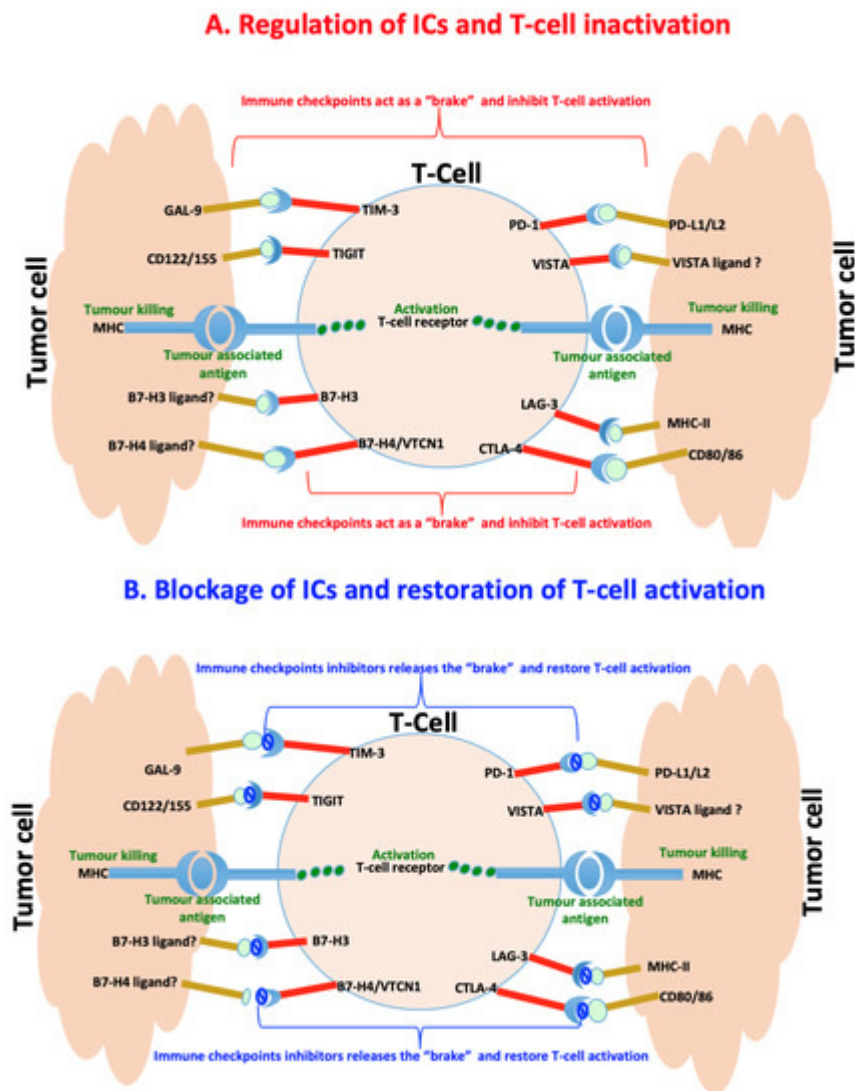 A. Regulation of ICs and T-cell inactivation
Immune checkpoints act as a “brake” and inhibit T-cell activation
T-Cell
GAL-9
TIM-3
PD-1
PD-L1/L2
CD122/155
TIGIT
VISTA
VISTA ligand ?
Tumor cell
Tumour killing
MHC
Activation
T-cell receptor
Tumour killing
MHC
Tumor cell
Tumour associated
antigen
Tumour associated
antigen
B7-H3 ligand?
B7-H3
LAG-3
MHC-II
B7-H4 ligand?
B7-H4/VTCN1
CTLA-4
CD80/86
Immune checkpoints act as a “brake” and inhibit T-cell activation
B. Blockage of ICs and restoration of T-cell activation
Immune checkpoints inhibitors releases the “brake” and restore T-cell activation
T-Cell
GAL-9
TIM-3
PD-1
PD-L1/L2
CD122/155
TIGIT
VISTA
VISTA ligand ?
Tumor cell
Tumour killing
MHC
Activation
T-cell receptor
Tumour killing
MHC
Tumor cell
Tumour associated
antigen
Tumour associated
antigen
B7-H3 ligand?
B7-H3
LAG-3
MHC-II
B7-H4 ligand?
B7-H4/VTCN1
CTLA-4
CD80/86
Immune checkpoints inhibitors releases the “brake” and restore T-cell activation